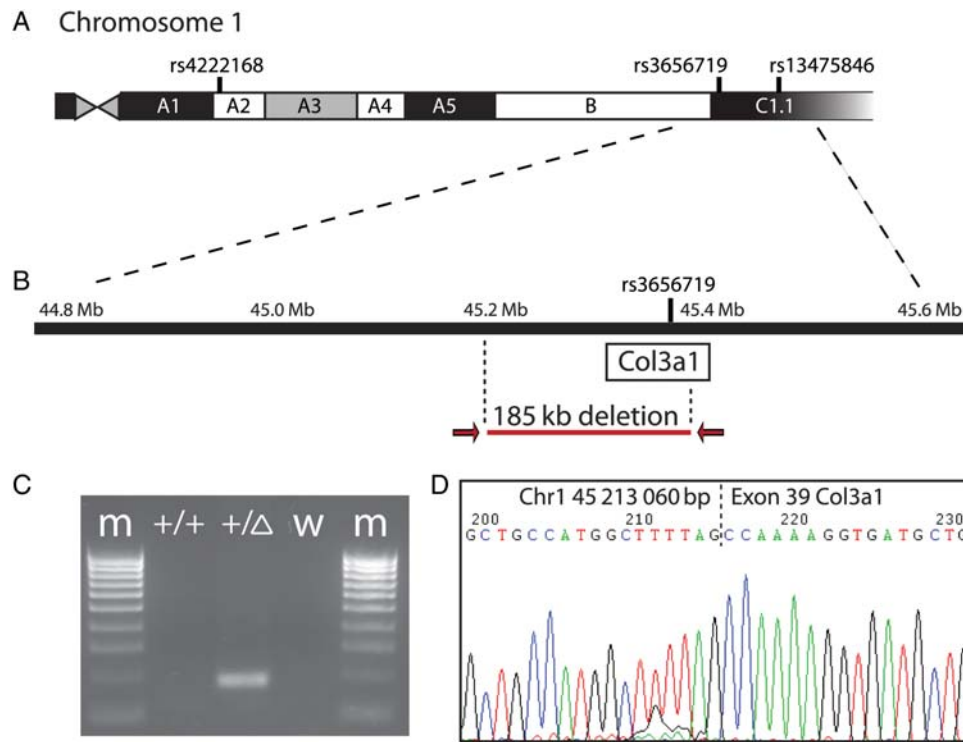 A Chromosome 1
rs4222168 rs3656719 rs13475846
A1 A2 A3 A4 A5 B C1.1
B
rs3656719
44.8 Mb 45.0 Mb 45.2 Mb 45.4 Mb 45.6 Mb
Col3a1
185 kb deletion
C
m +/+ +/Δ w m
D
Chr1 45 213 060 bp Exon 39 Col3a1
200 210 220 230
G C T G C C A T G G C T T T T A G C C A A A A G G T G A T G C T G